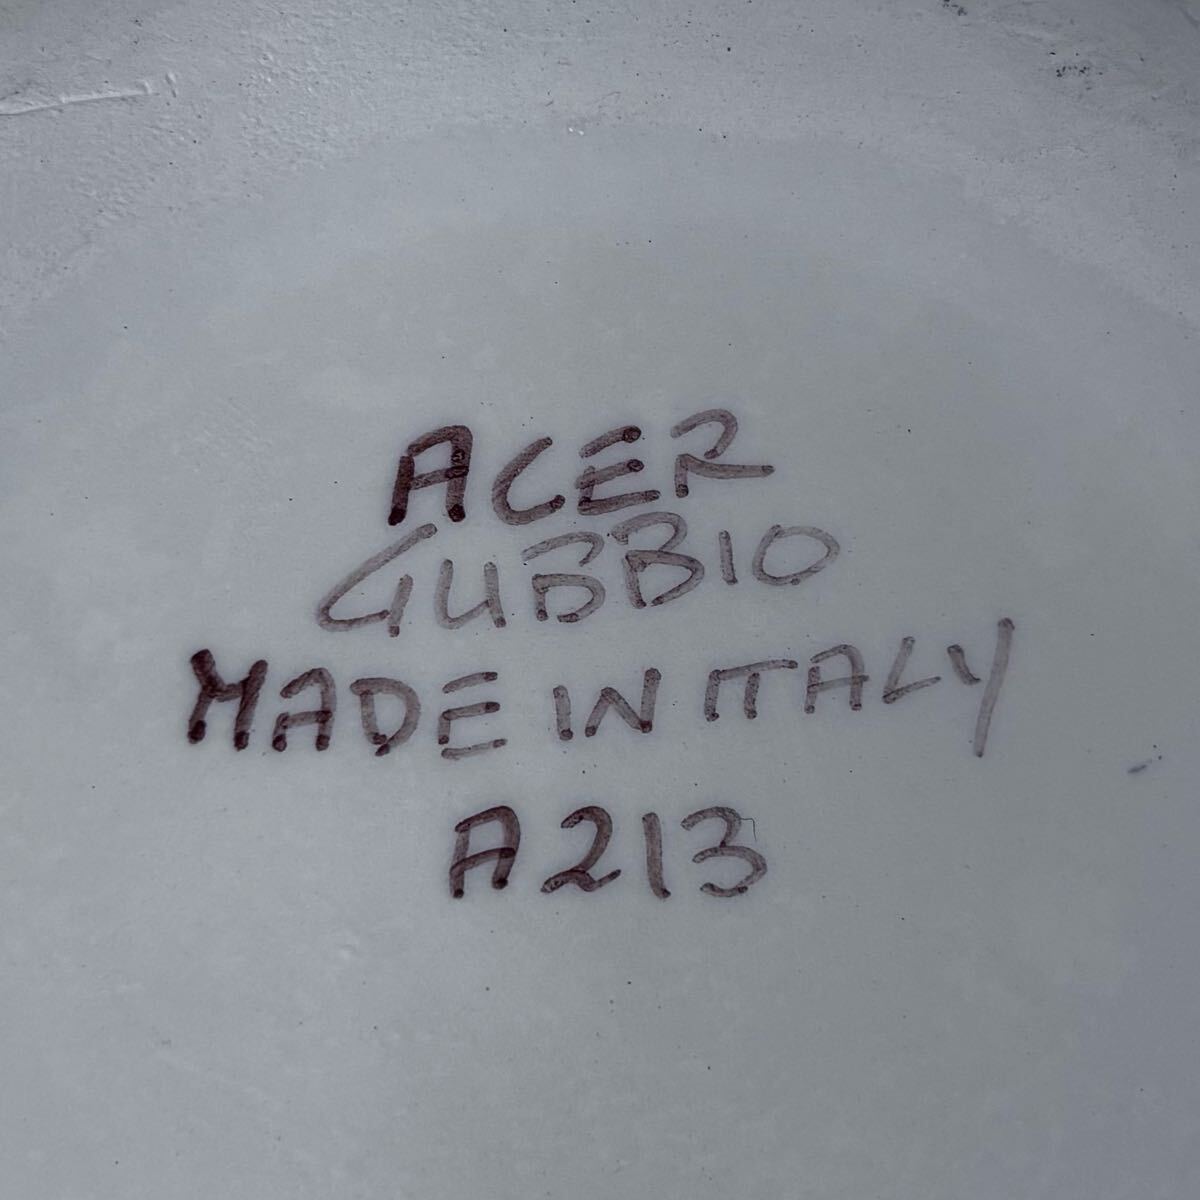 ACER
GUBBIO
MADE IN ITALY
A213